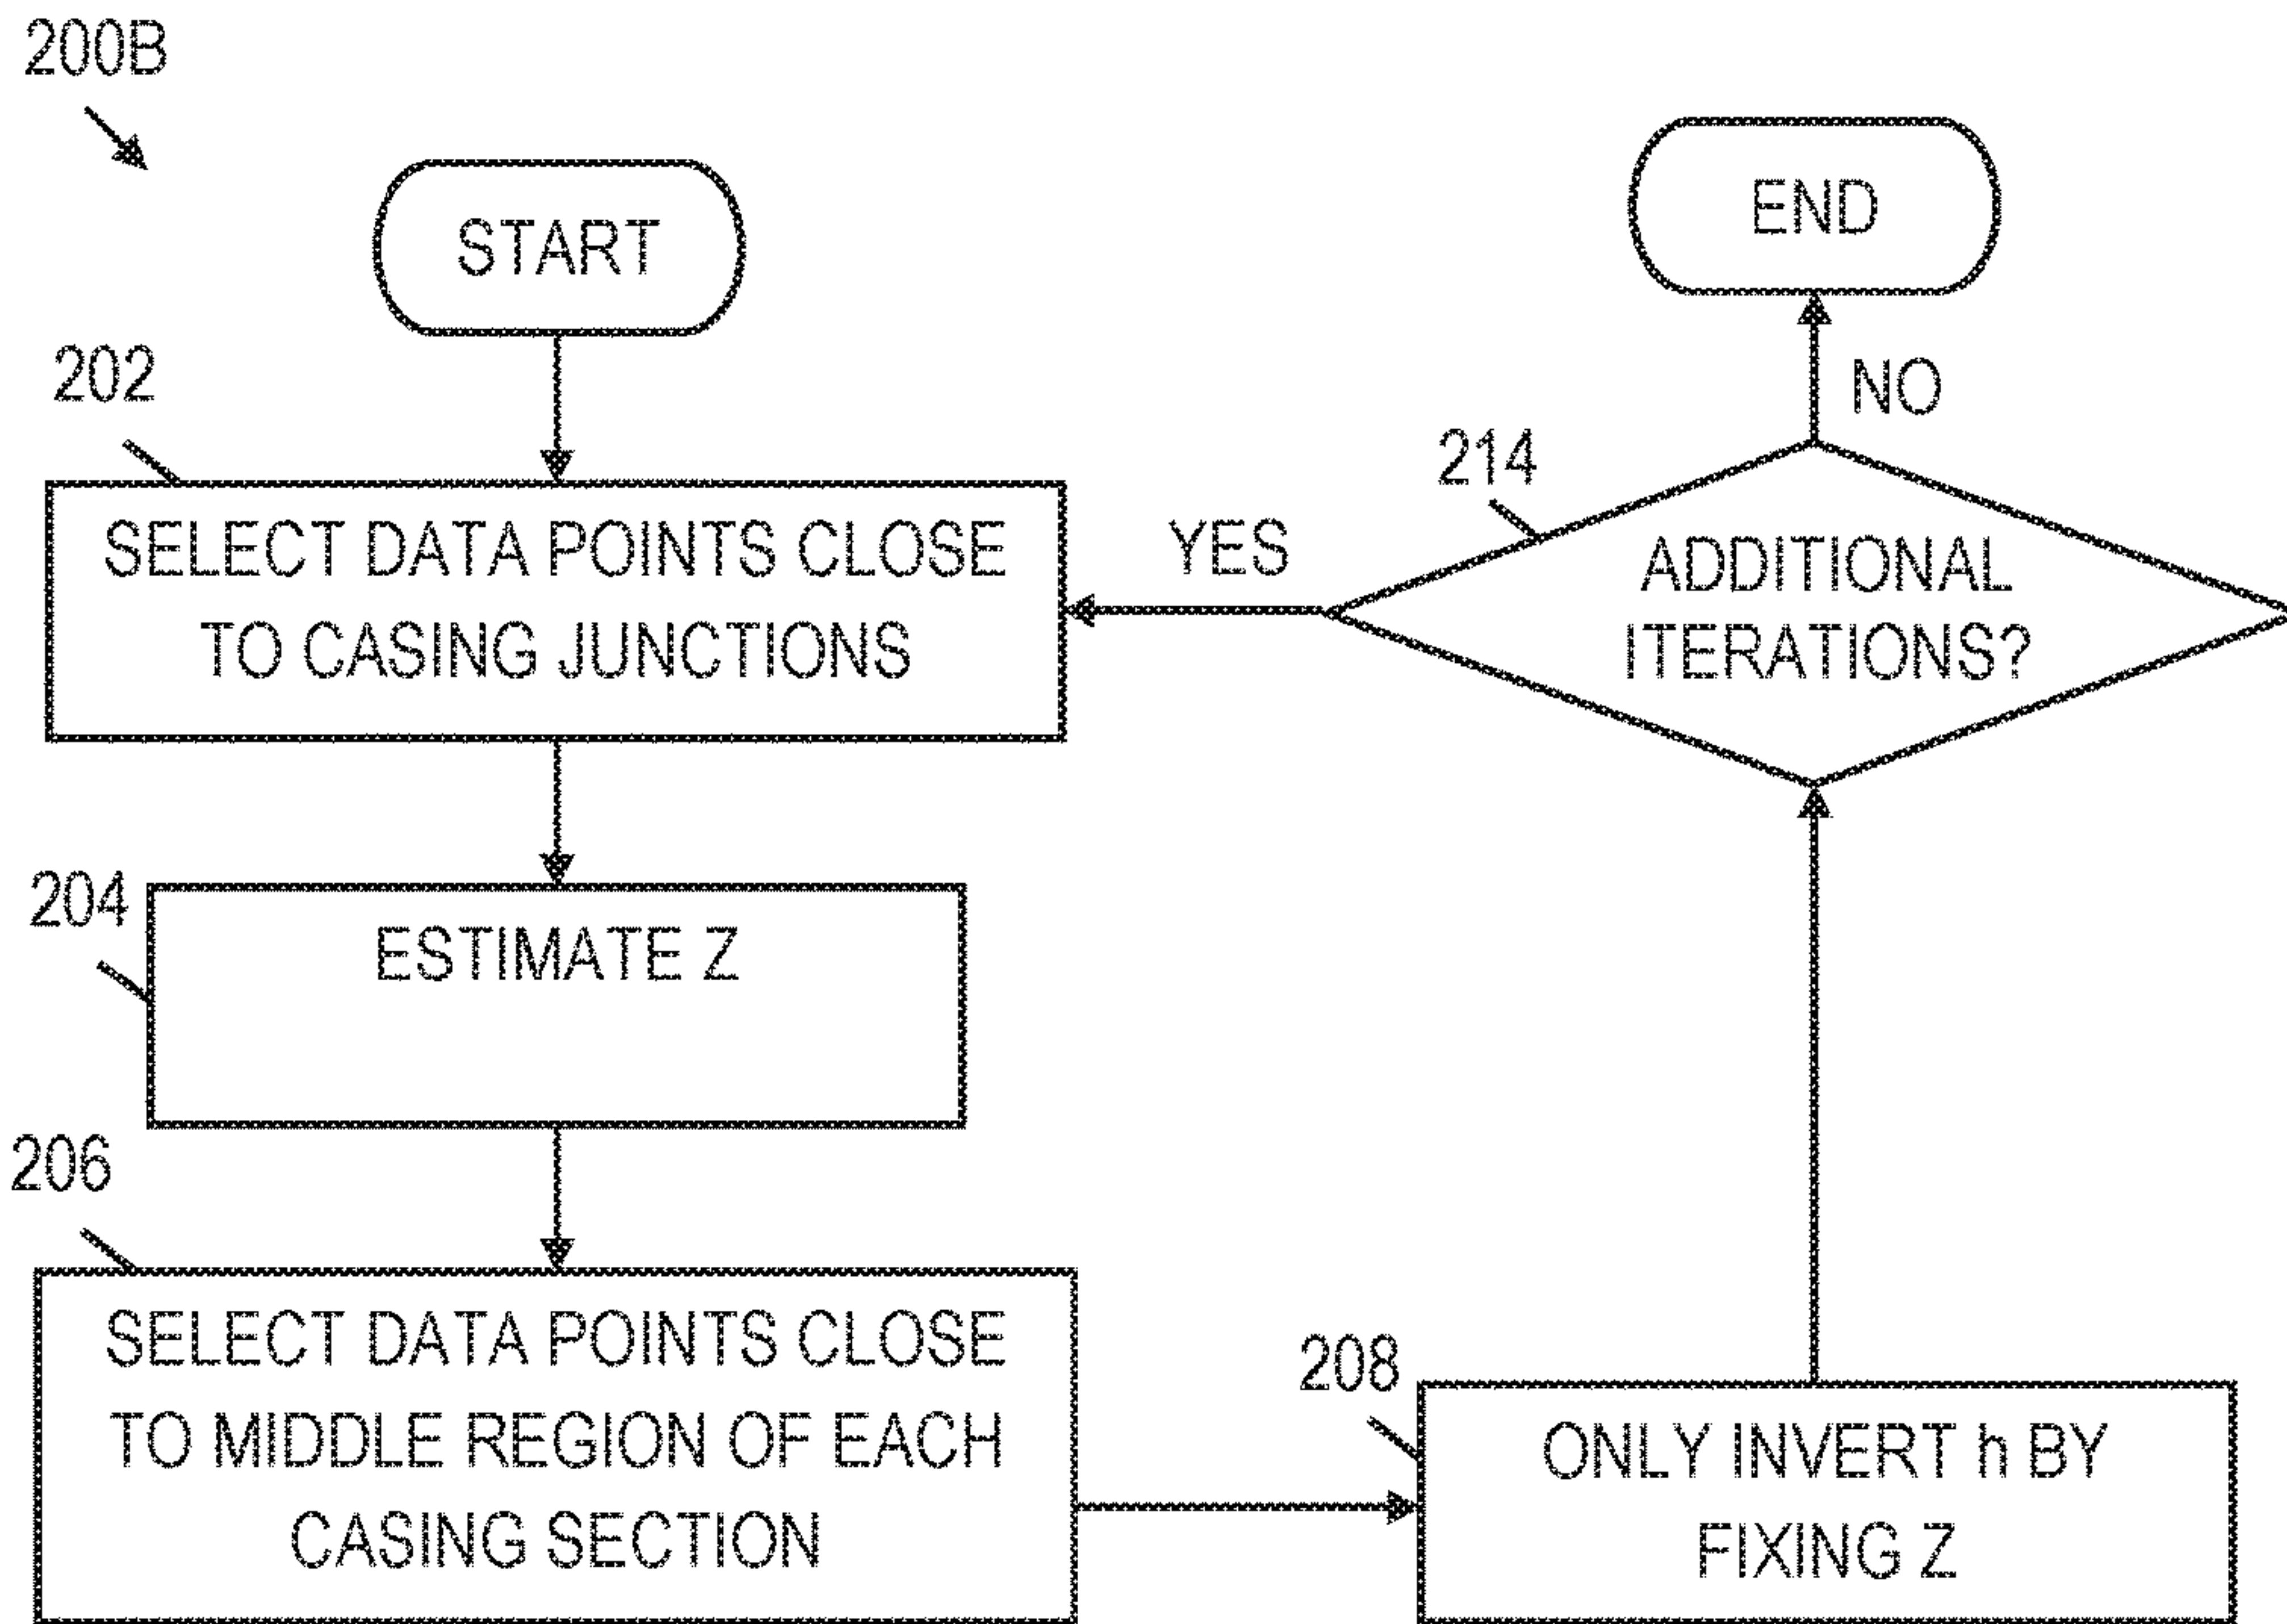 200B
START
202
SELECT DATA POINTS CLOSE
TO CASING JUNCTIONS
204
ESTIMATE Z
206
SELECT DATA POINTS CLOSE
TO MIDDLE REGION OF EACH
CASING SECTION
208
ONLY INVERT h BY
FIXING Z
214
ADDITIONAL
ITERATIONS?
YES
NO
END